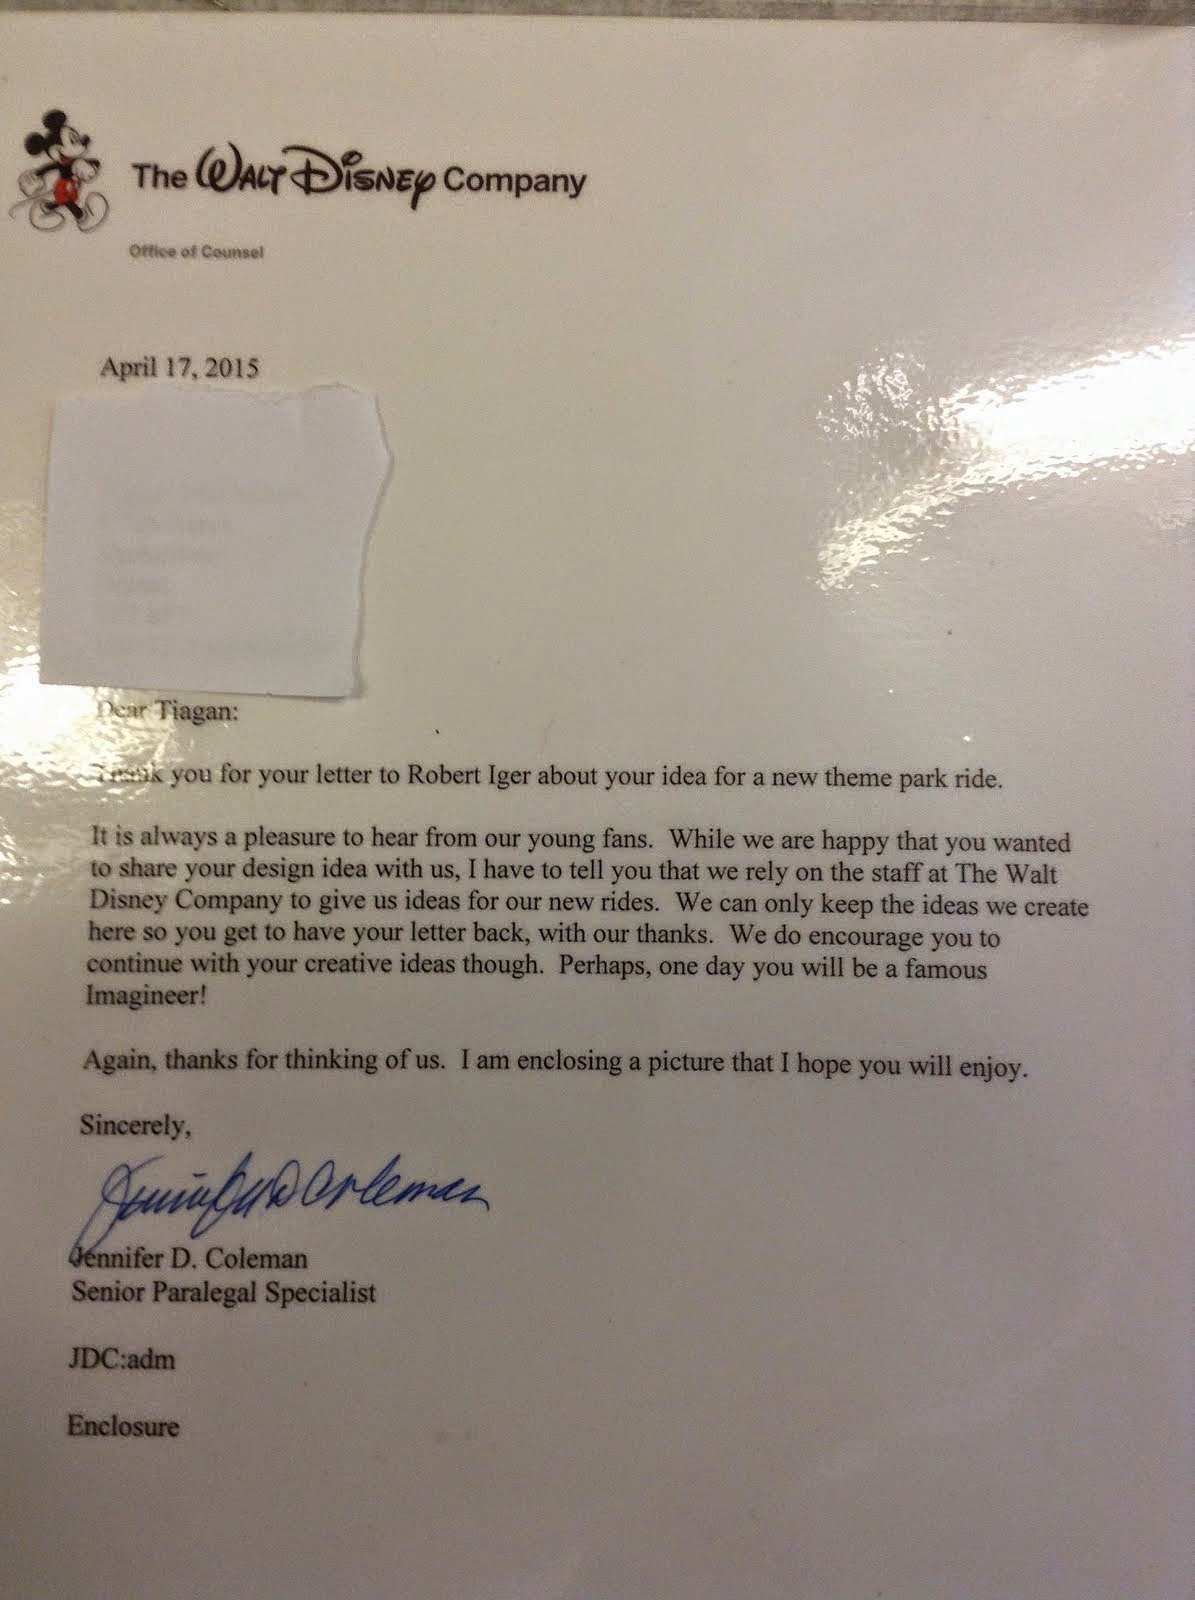 The Walt Disney Company
Office of Counsel
April 17, 2015
Dear Tiagan:
Thank you for your letter to Robert Iger about your idea for a new theme park ride.
It is always a pleasure to hear from our young fans. While we are happy that you wanted
to share your design idea with us, I have to tell you that we rely on the staff at The Walt
Disney Company to give us ideas for our new rides. We can only keep the ideas we create
here so you get to have your letter back, with our thanks. We do encourage you to
continue with your creative ideas though. Perhaps, one day you will be a famous
Imagineer!
Again, thanks for thinking of us. I am enclosing a picture that I hope you will enjoy.
Sincerely,
Jennifer D Coleman
Jennifer D. Coleman
Senior Paralegal Specialist
JDC:adm
Enclosure